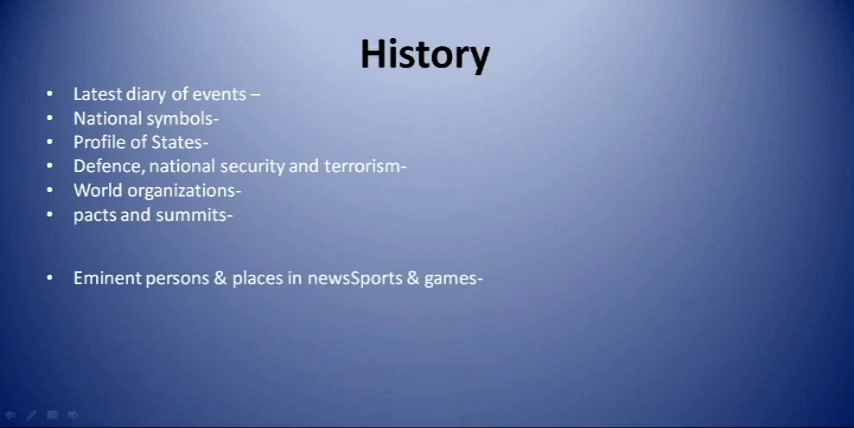 History
• Latest diary of events –
• National symbols-
• Profile of States-
• Defence, national security and terrorism-
• World organizations-
• pacts and summits-
• Eminent persons & places in newsSports & games-